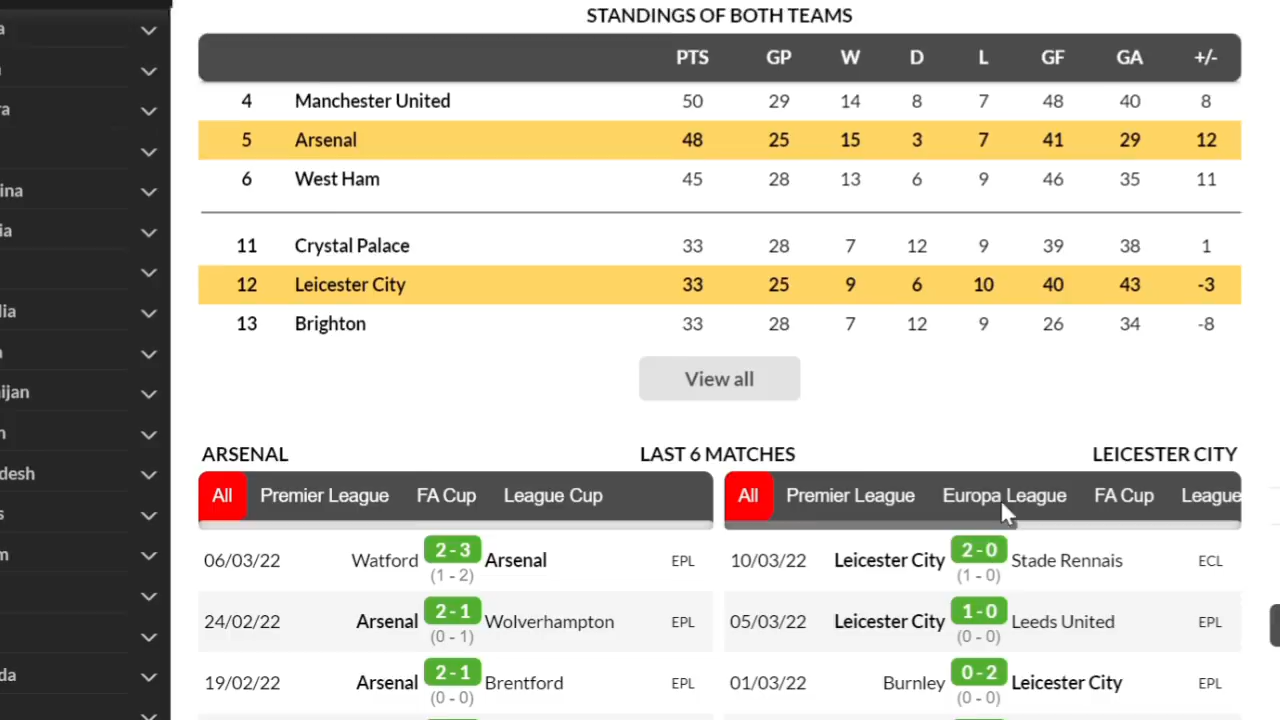 STANDINGS OF BOTH TEAMS
PTS GP W D L GF GA +/-
4 Manchester United 50 29 14 8 7 48 40 8
5 Arsenal 48 25 15 3 7 41 29 12
6 West Ham 45 28 13 6 9 46 35 11
11 Crystal Palace 33 28 7 12 9 39 38 1
12 Leicester City 33 25 9 6 10 40 43 -3
13 Brighton 33 28 7 12 9 26 34 -8
View all
ARSENAL LAST 6 MATCHES LEICESTER CITY
All Premier League FA Cup League Cup
06/03/22 Watford 2 - 3 Arsenal EPL
(1 - 2)
24/02/22 Arsenal 2 - 1 Wolverhampton EPL
(0 - 1)
19/02/22 Arsenal 2 - 1 Brentford EPL
(0 - 0)
All Premier League Europa League FA Cup League
10/03/22 Leicester City 2 - 0 Stade Rennais ECL
(1 - 0)
05/03/22 Leicester City 1 - 0 Leeds United EPL
(0 - 0)
01/03/22 Burnley 0 - 2 Leicester City EPL
(0 - 0)